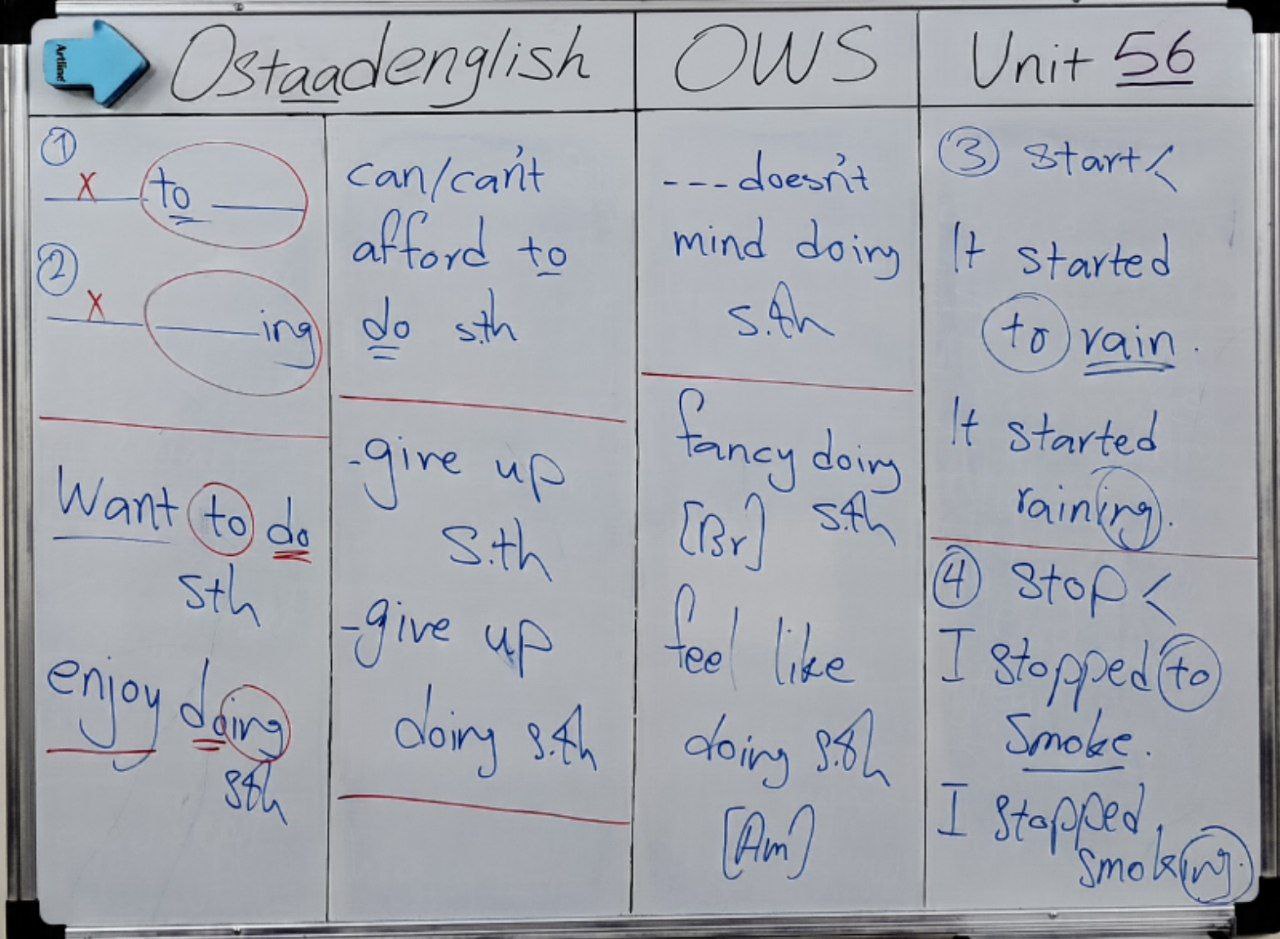 Artline
Ostaadenglish
OWS
Unit 56
①
x to
②
x ing
Want to do
sth
enjoy doing
sth
can/can't
afford to
do s.th
-give up
s.th
-give up
doing s.th
---doesn't
mind doing
s.th
fancy doing
[Br] s.th
feel like
doing s.th
[Am]
③ start<
It started
to rain.
It started
raining.
④ stop<
I stopped to
smoke.
I stopped
smoking.